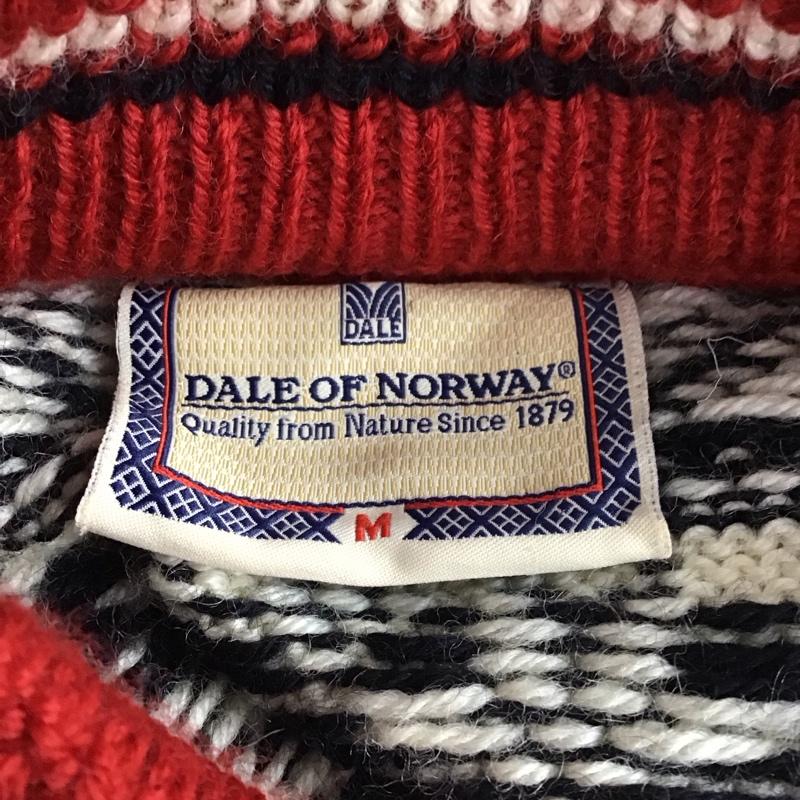 DALE
DALE OF NORWAY®
Quality from Nature Since 1879
M